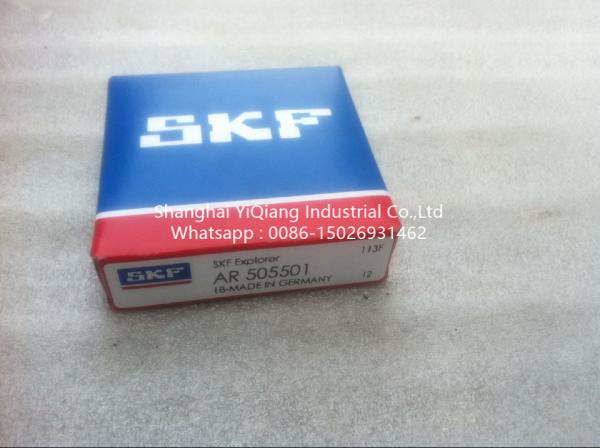 SKF
Shanghai YiQiang Industrial Co.,Ltd
Whatsapp : 0086-15026931462
SKF
SKF Explorer
113F
AR 505501
12
18-MADE IN GERMANY